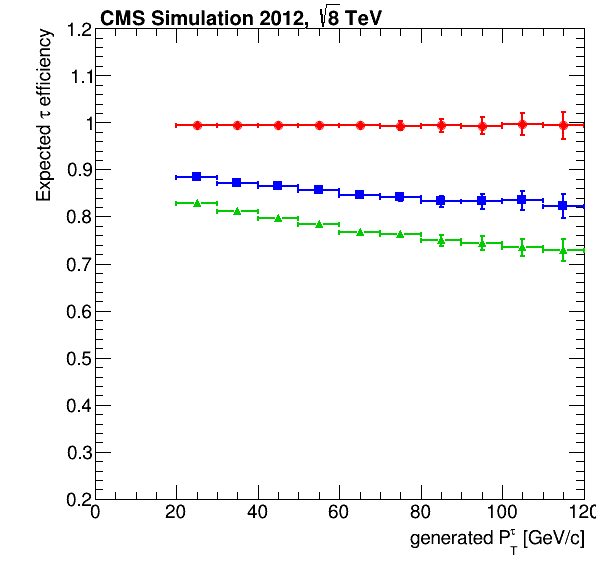 CMS Simulation 2012, √8 TeV
Expected τ efficiency
1.2
1.1
1
0.9
0.8
0.7
0.6
0.5
0.4
0.3
0.2
0 20 40 60 80 100 120
generated P_T^τ [GeV/c]